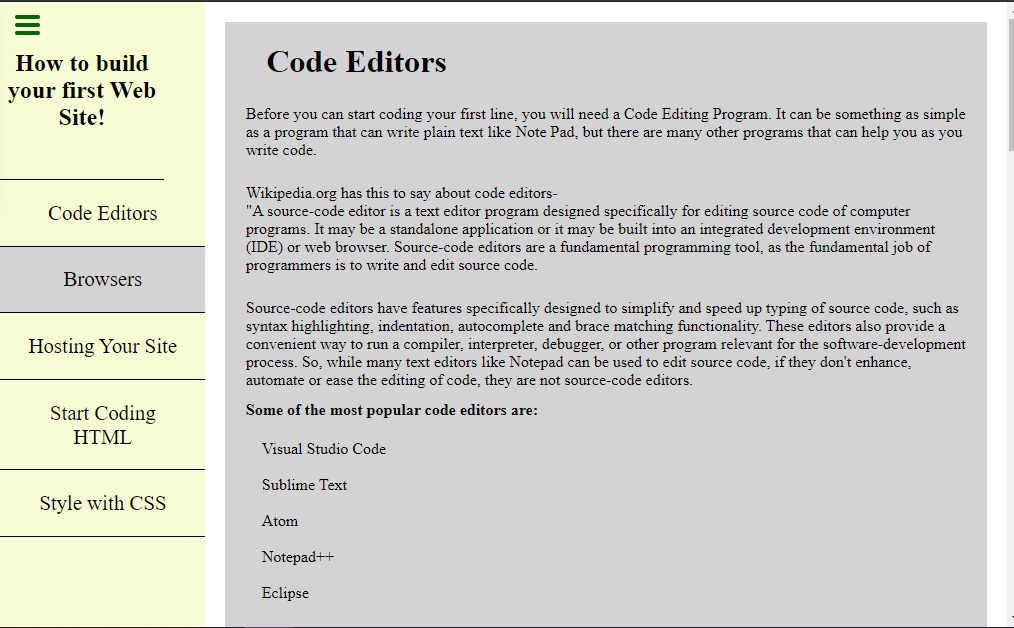 How to build
your first Web
Site!
Code Editors
Browsers
Hosting Your Site
Start Coding
HTML
Style with CSS
Code Editors
Before you can start coding your first line, you will need a Code Editing Program. It can be something as simple
as a program that can write plain text like Note Pad, but there are many other programs that can help you as you
write code.
Wikipedia.org has this to say about code editors-
"A source-code editor is a text editor program designed specifically for editing source code of computer
programs. It may be a standalone application or it may be built into an integrated development environment
(IDE) or web browser. Source-code editors are a fundamental programming tool, as the fundamental job of
programmers is to write and edit source code.
Source-code editors have features specifically designed to simplify and speed up typing of source code, such as
syntax highlighting, indentation, autocomplete and brace matching functionality. These editors also provide a
convenient way to run a compiler, interpreter, debugger, or other program relevant for the software-development
process. So, while many text editors like Notepad can be used to edit source code, if they don't enhance,
automate or ease the editing of code, they are not source-code editors.
Some of the most popular code editors are:
Visual Studio Code
Sublime Text
Atom
Notepad++
Eclipse